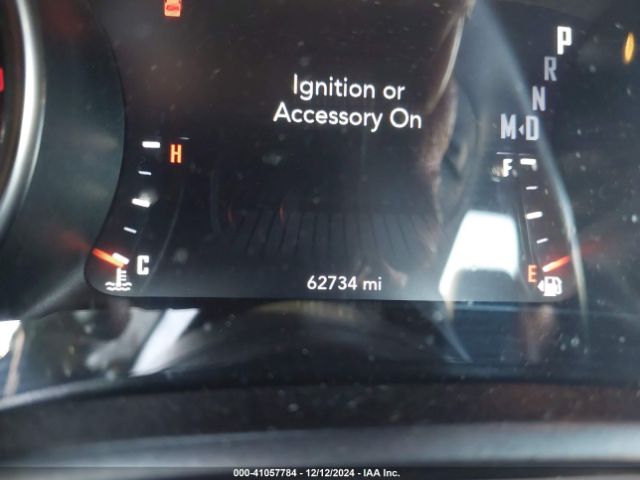 P
R
Ignition or
Accessory On
N
M◂D
H
F
C
E
62734 mi
000-41057784 - 12/12/2024 - IAA Inc.